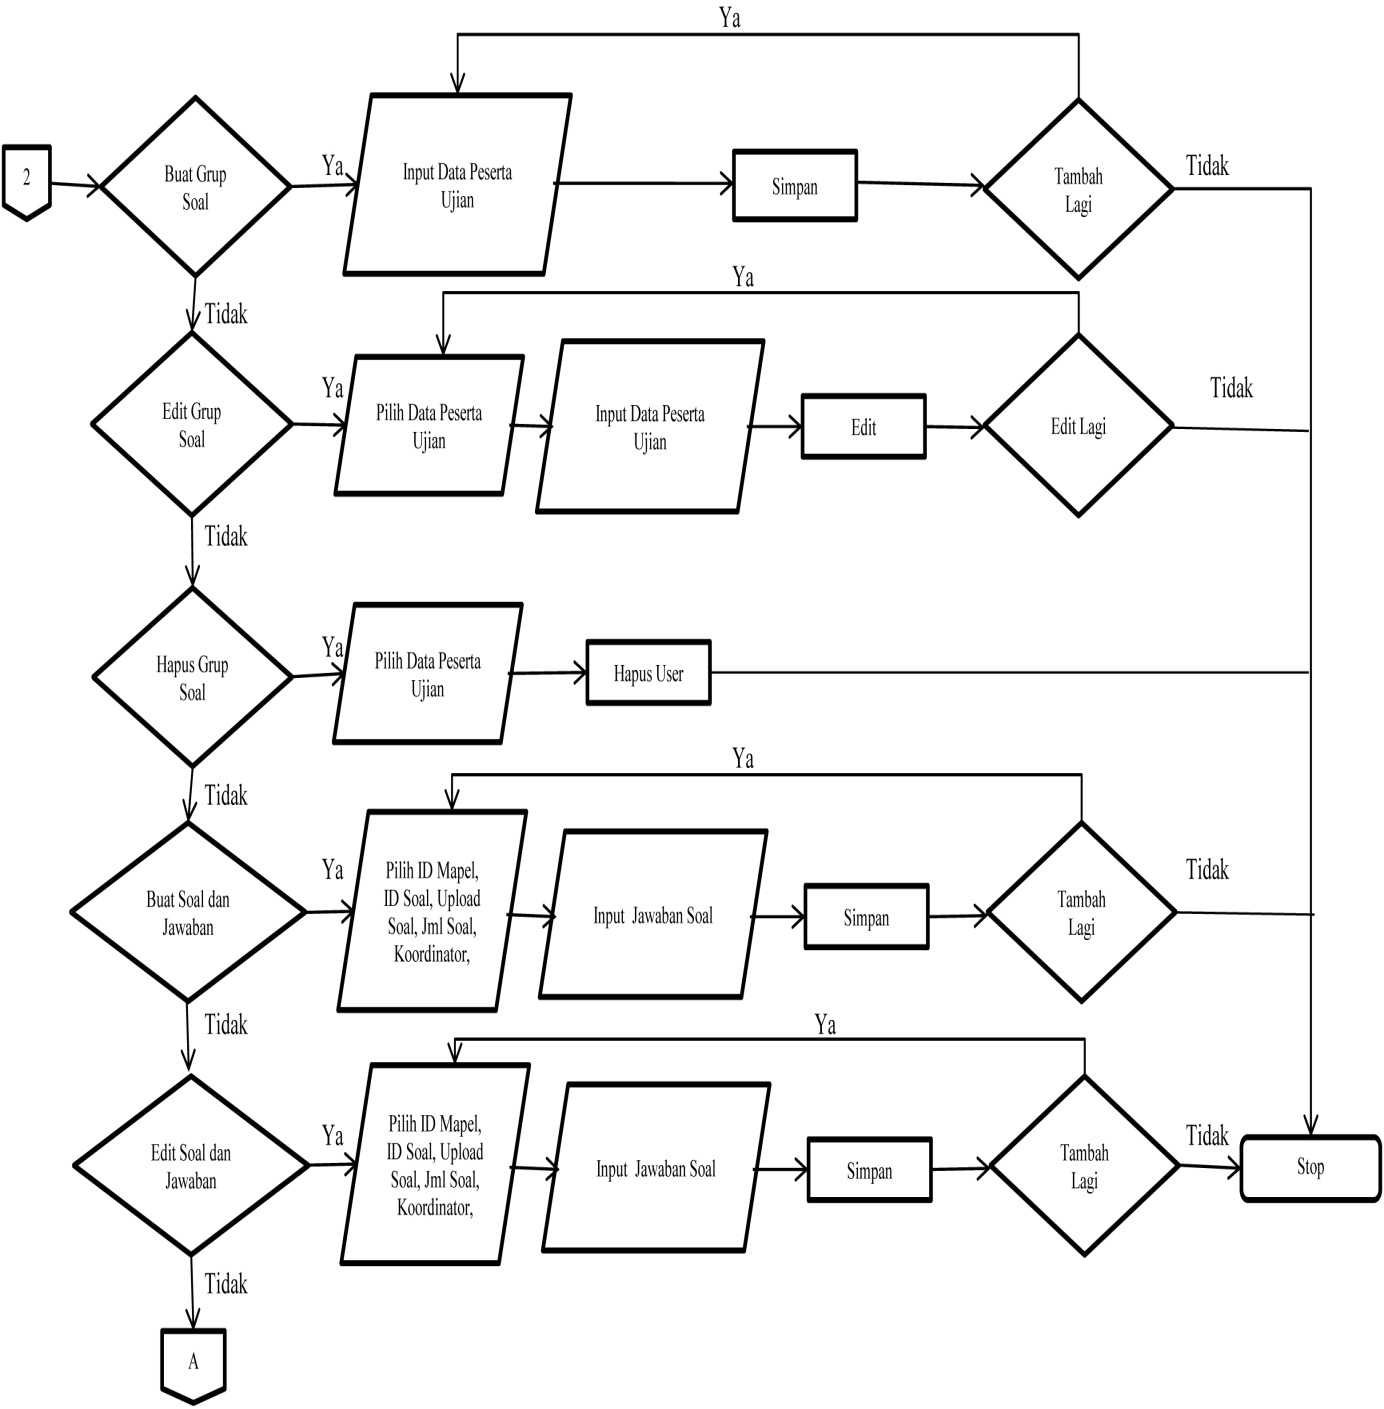 Ya
2
Buat Grup
Soal
Ya
Input Data Peserta
Ujian
Simpan
Tambah
Lagi
Tidak
Tidak
Ya
Edit Grup
Soal
Ya
Pilih Data Peserta
Ujian
Input Data Peserta
Ujian
Edit
Edit Lagi
Tidak
Tidak
Hapus Grup
Soal
Ya
Pilih Data Peserta
Ujian
Hapus User
Tidak
Ya
Buat Soal dan
Jawaban
Ya
Pilih ID Mapel,
ID Soal, Upload
Soal, Jml Soal,
Koordinator,
Input Jawaban Soal
Simpan
Tambah
Lagi
Tidak
Tidak
Ya
Edit Soal dan
Jawaban
Ya
Pilih ID Mapel,
ID Soal, Upload
Soal, Jml Soal,
Koordinator,
Input Jawaban Soal
Simpan
Tambah
Lagi
Tidak
Stop
Tidak
A